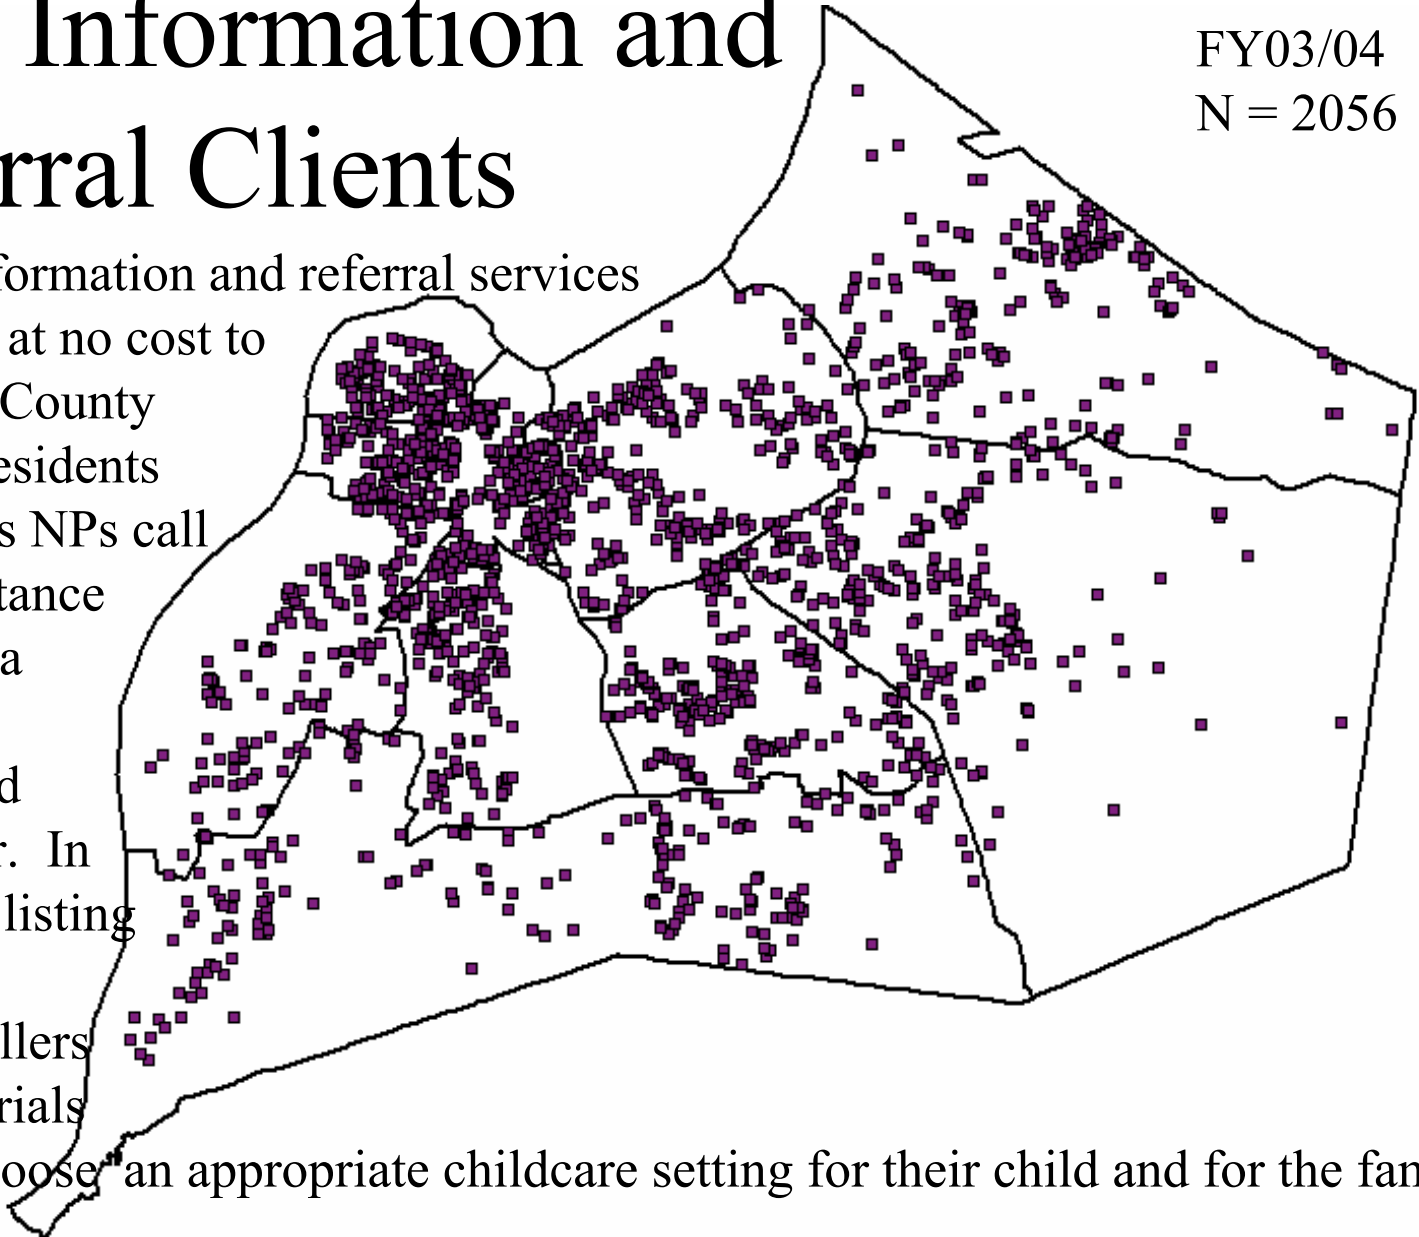 Information and
FY03/04
N = 2056
rral Clients
formation and referral services
at no cost to
County
esidents
s NPs call
tance
a
d
r. In
listing
llers
rials
oose an appropriate childcare setting for their child and for the fan